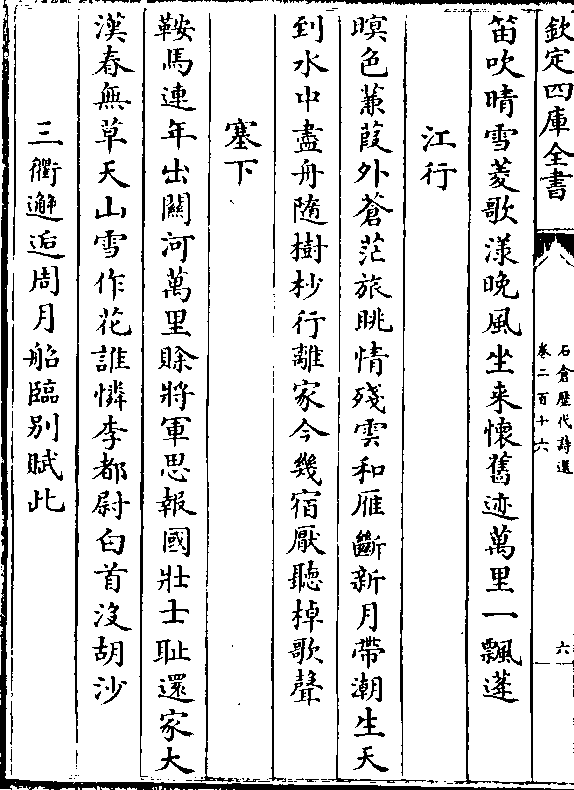 欽定四庫全書
石倉歴代詩選
卷二百十六
六
笛吹晴雪菱歌漾晚風坐来懐舊迹萬里一飄蓬
江行
暝色蒹葭外蒼茫旅眺情殘雲和雁斷新月帶潮生天
到水中盡舟隨樹杪行離家今幾宿厭聽棹歌聲
塞下
鞍馬連年出關河萬里賒將軍思報國壯士耻還家大
漠春無草天山雪作花誰憐李都尉白首没胡沙
三衢邂逅周月船臨别賦此